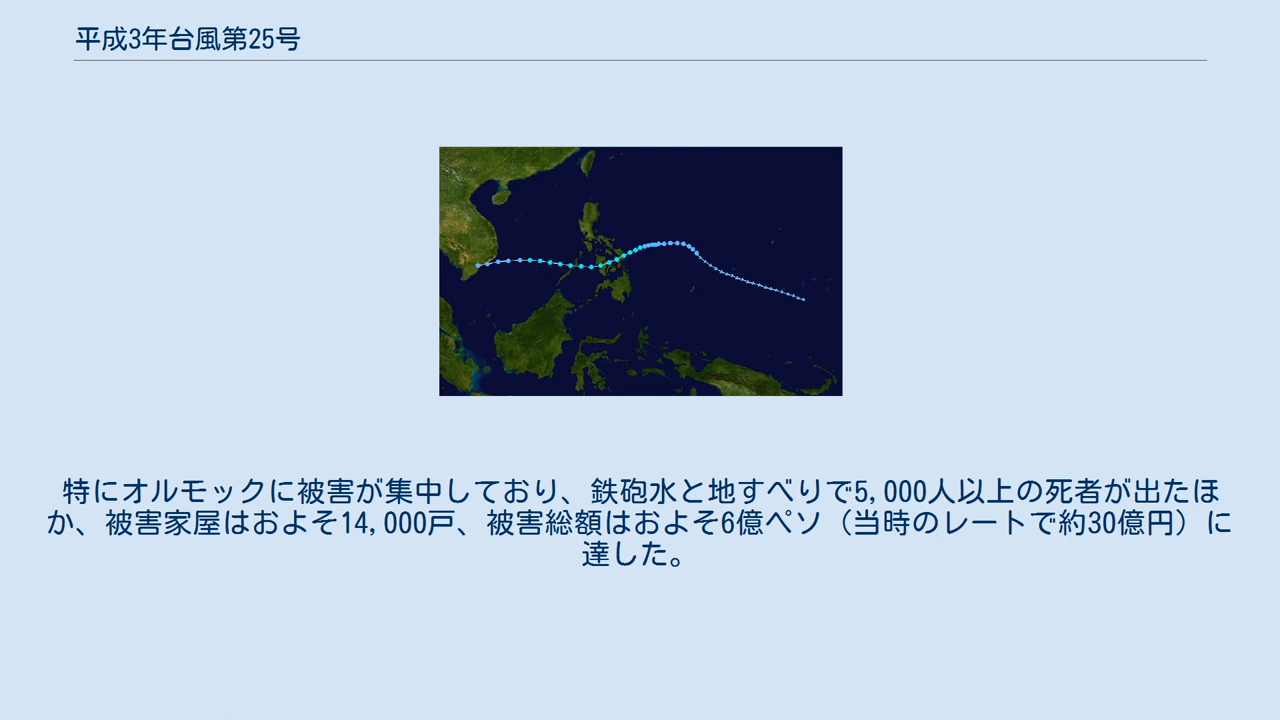 平成3年台風第25号
特にオルモックに被害が集中しており、鉄砲水と地すべりで5,000人以上の死者が出たほ
か、被害家屋はおよそ14,000戸、被害総額はおよそ6億ペソ（当時のレートで約30億円）に
達した。